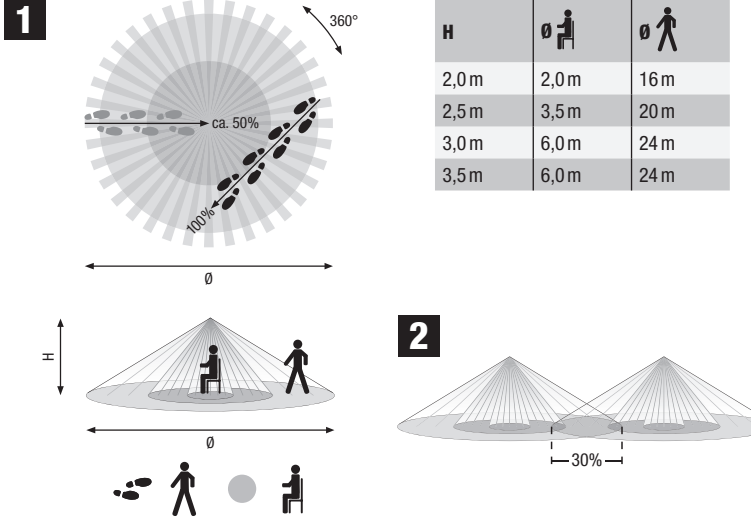 1
360°
ca. 50%
100%
Ø
H
Ø
H Ø Ø
2,0 m 2,0 m 16 m
2,5 m 3,5 m 20 m
3,0 m 6,0 m 24 m
3,5 m 6,0 m 24 m
2
30%